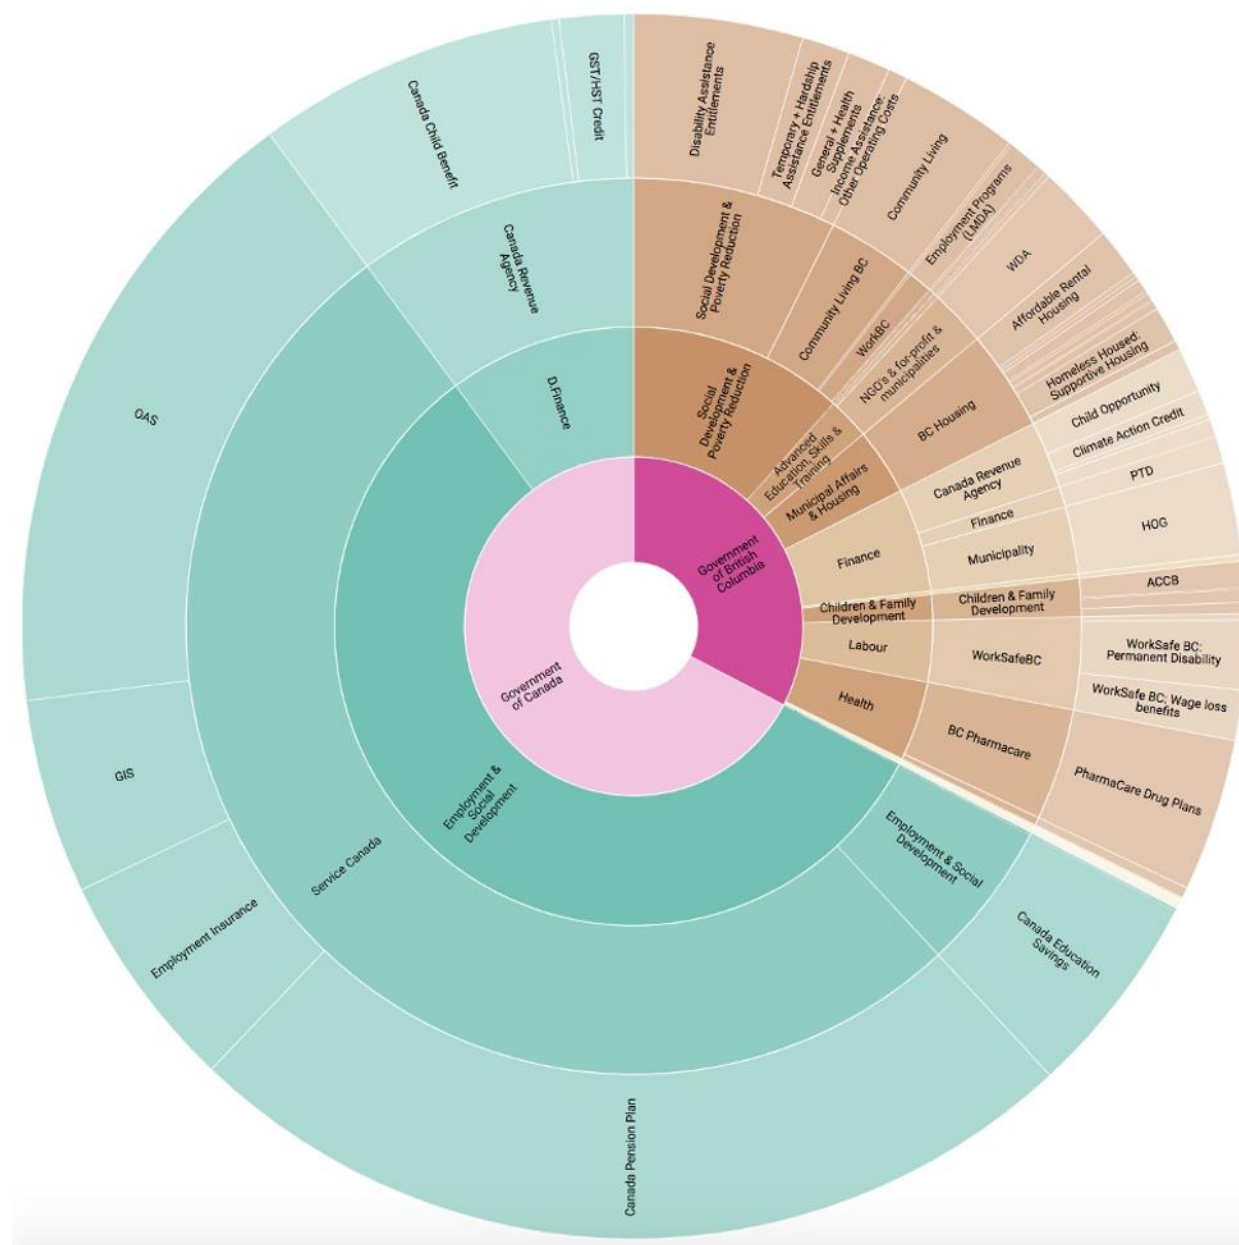 Government
of British
Columbia
Government
of Canada
Social
Development &
Poverty Reduction
Advanced
Education, Skills &
Training
Municipal Affairs
& Housing
Finance
Children & Family
Development
Labour
Health
Employment &
Social
Development
D.Finance
Social Development &
Poverty Reduction
Community Living BC
WorkBC
NGO's & for-profit &
municipalities
BC Housing
Canada Revenue
Agency
Finance
Municipality
Children & Family
Development
WorkSafeBC
BC Pharmacare
Employment & Social
Development
Service Canada
Canada Revenue
Agency
Disability Assistance
Entitlements
Temporary + Hardship
Assistance Entitlements
General + Health
Supplements
Income Assistance:
Other Operating Costs
Community Living
Employment Programs
(LMDA)
WDA
Affordable Rental
Housing
Homeless Housed:
Supportive Housing
Child Opportunity
Climate Action Credit
PTD
HOG
ACCB
WorkSafe BC:
Permanent Disability
WorkSafe BC: Wage loss
benefits
PharmaCare Drug Plans
Canada Education
Savings
Canada Pension Plan
Employment Insurance
GIS
OAS
Canada Child Benefit
GST/HST Credit